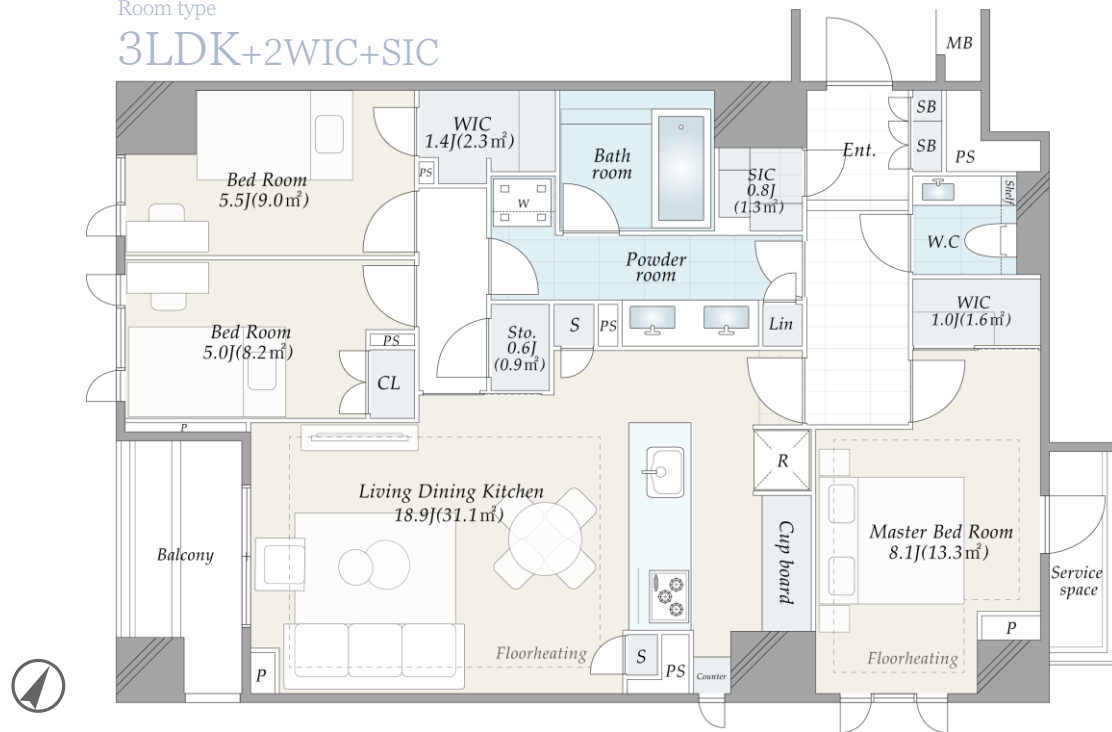 Room type
3LDK+2WIC+SIC
MB
WIC
1.4J(2.3㎡)
SB
SB
PS
Ent.
Bath
room
PS
Bed Room
5.5J(9.0㎡)
SIC
0.8J
(1.3㎡)
Shelf
W
W.C
Powder
room
WIC
1.0J(1.6㎡)
Bed Room
5.0J(8.2㎡)
PS
CL
Sto.
0.6J
(0.9㎡)
S
PS
Lin
P
R
Living Dining Kitchen
18.9J(31.1㎡)
Cup board
Master Bed Room
8.1J(13.3㎡)
Balcony
Service
space
P
Floorheating
Floorheating
S
PS
P
Counter